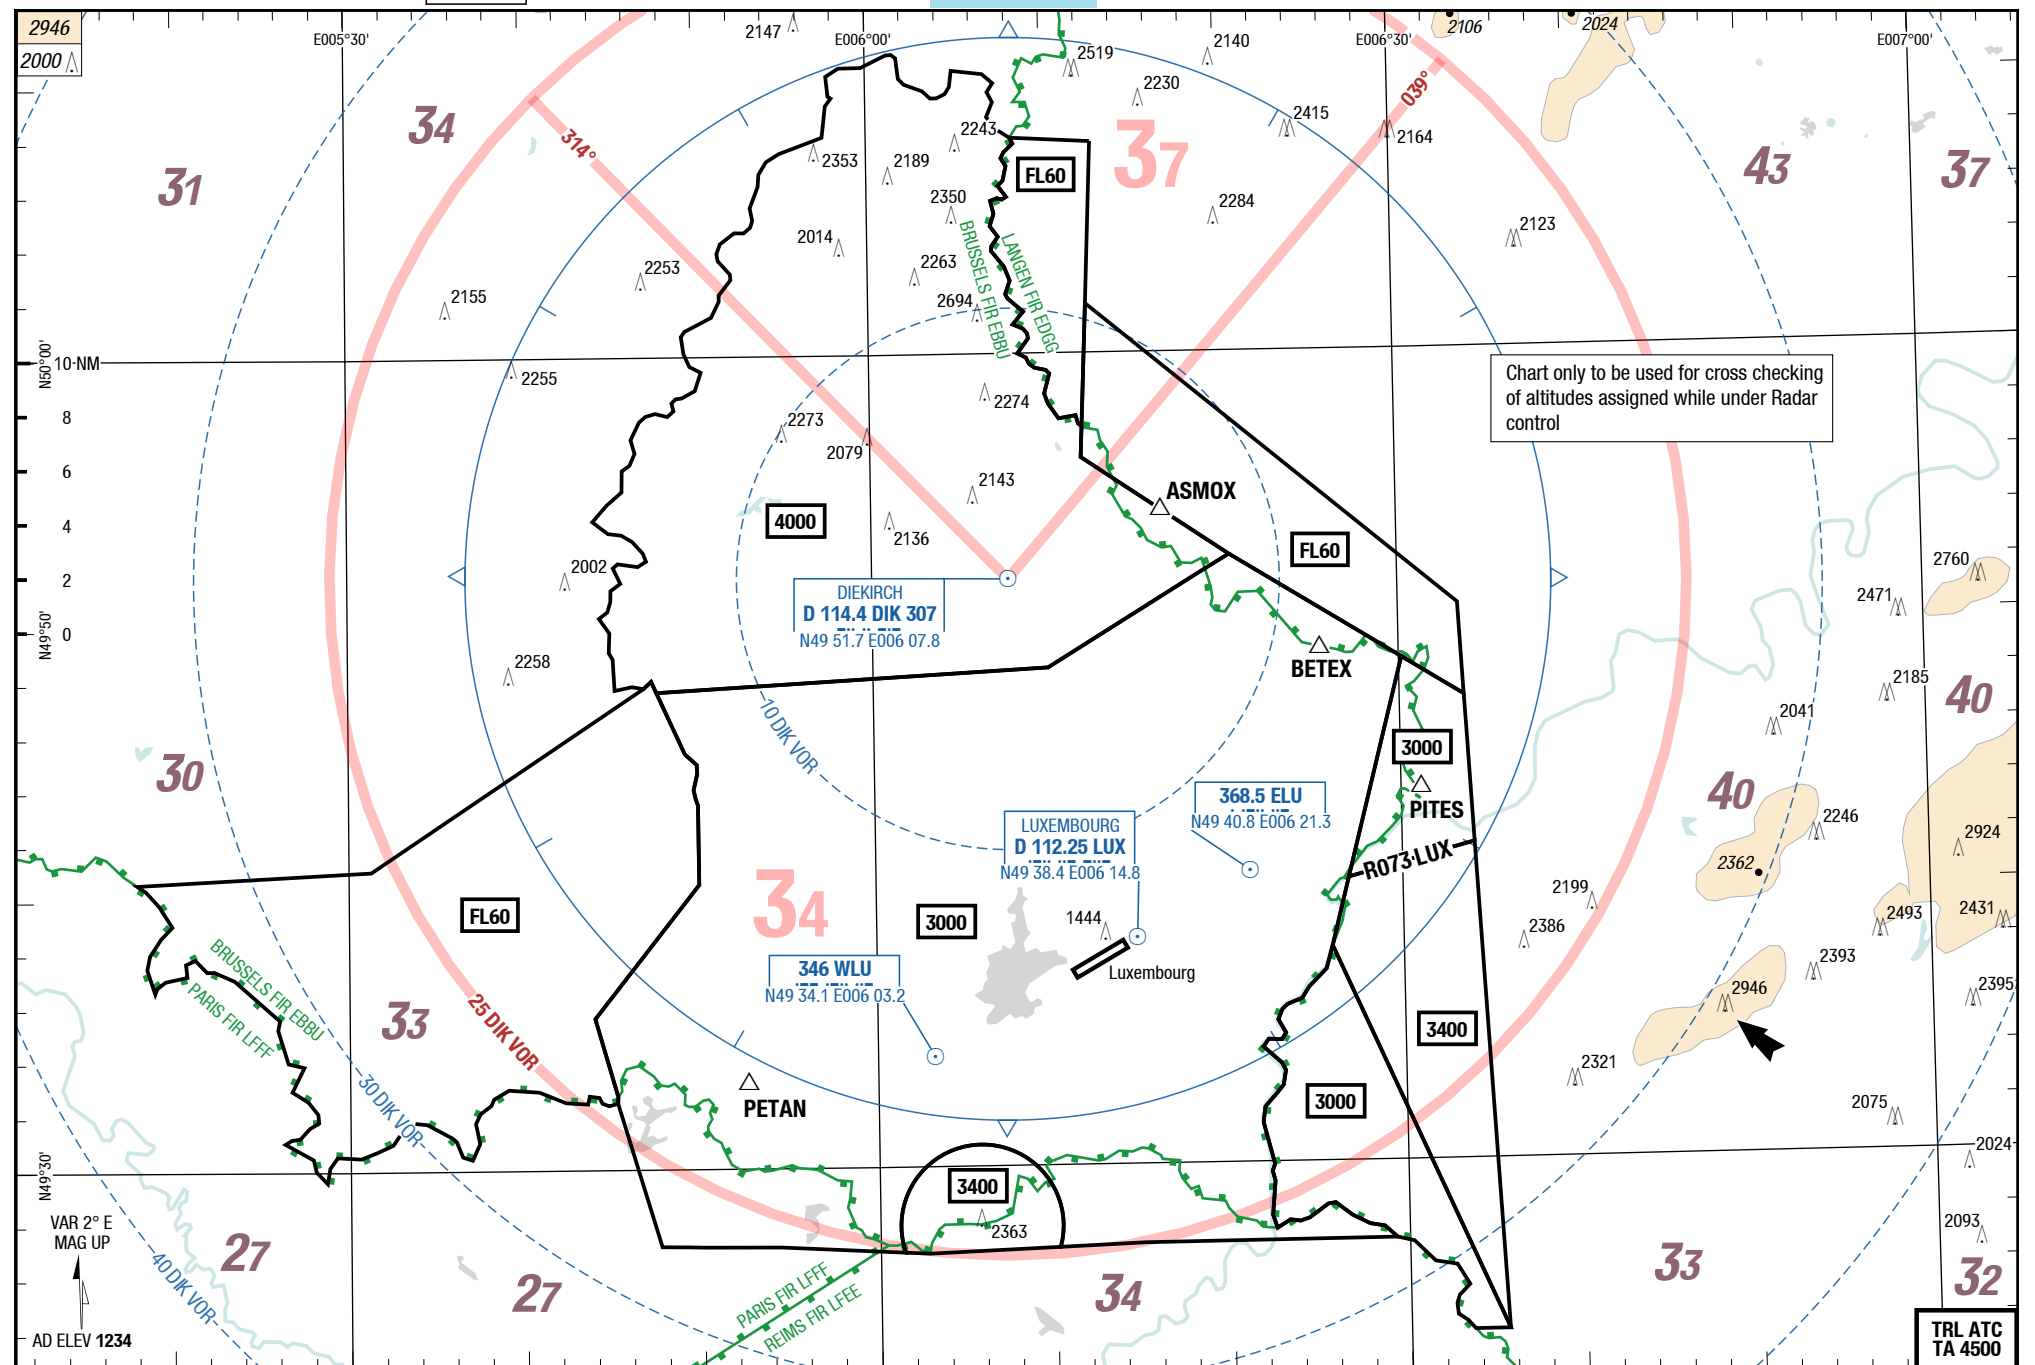 2946
2000
E005°30'
2147
E006°00'
2519
2140
E006°30'
2106
2024
E007°00'
34
314°
2230
039°
2415
2164
37
43
37
31
2243
2353
2189
FL60
2350
2284
2014
2123
2263
2253
BRUSSELS FIR EBBU
LANGEN FIR EDGG
2155
2694
N50°00'
10 NM
2255
2274
Chart only to be used for cross checking
of altitudes assigned while under Radar
control
8
2273
2079
6
2143
ASMOX
4
4000
2136
FL60
2002
2760
2
DIEKIRCH
D 114.4 DIK 307
N49 51.7 E006 07.8
2471
N49°50'
0
2258
BETEX
2185
40
2041
10 DIK VOR
3000
30
368.5 ELU
N49 40.8 E006 21.3
PITES
40
LUXEMBOURG
D 112.25 LUX
N49 38.4 E006 14.8
2246
2924
R073 LUX
2362
2199
34
FL60
3000
1444
2493
2431
2386
BRUSSELS FIR EBBU
PARIS FIR LFFF
346 WLU
N49 34.1 E006 03.2
Luxembourg
2393
2946
2395
33
25 DIK VOR
3400
2321
30 DIK VOR
PETAN
3000
2075
2024
N49°30'
3400
2363
VAR 2° E
MAG UP
2093
27
40 DIK VOR
27
PARIS FIR LFFF
REIMS FIR LFEE
34
33
32
AD ELEV 1234
TRL ATC
TA 4500